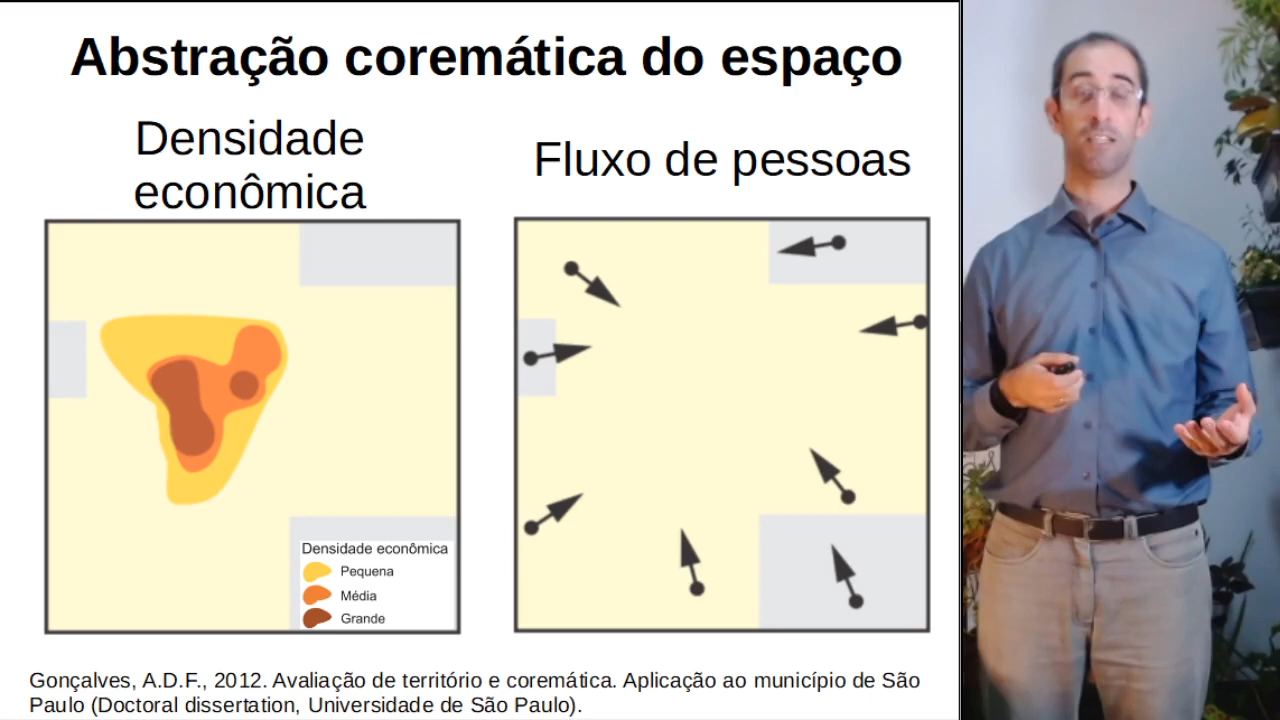 Abstração coremática do espaço
Densidade
econômica
Fluxo de pessoas
Densidade econômica
Pequena
Média
Grande
Gonçalves, A.D.F., 2012. Avaliação de território e coremática. Aplicação ao município de São
Paulo (Doctoral dissertation, Universidade de São Paulo).